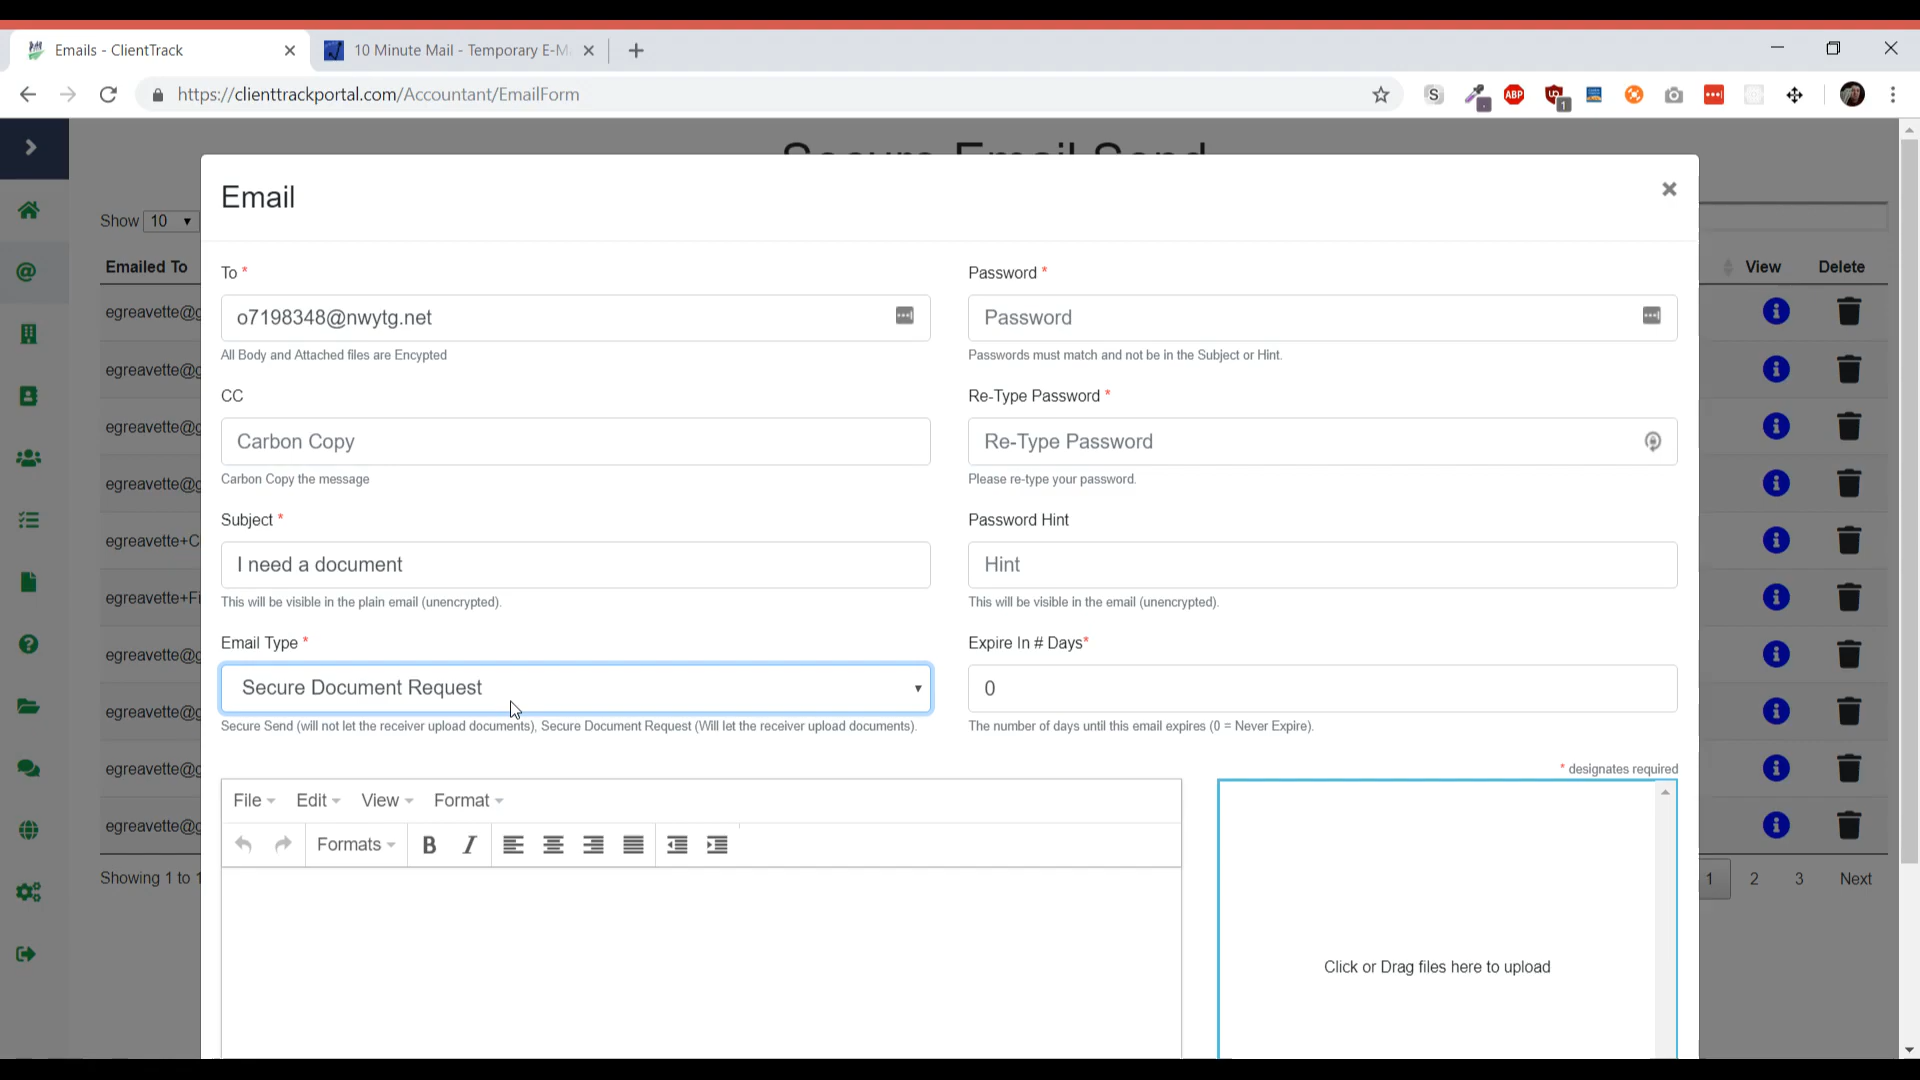 Emails - ClientTrack
10 Minute Mail - Temporary E-M
https://clienttrackportal.com/Accountant/EmailForm
S
ABP
1
Secure Email Send
Show 10
Emailed To
View
Delete
egreavette@g
egreavette@g
egreavette@g
egreavette@g
egreavette+C
egreavette+Fi
egreavette@g
egreavette@g
egreavette@g
egreavette@g
Showing 1 to 1
1
2
3
Next
Email
To *
o7198348@nwytg.net
All Body and Attached files are Encypted
CC
Carbon Copy
Carbon Copy the message
Subject *
I need a document
This will be visible in the plain email (unencrypted).
Email Type *
Secure Document Request
Secure Send (will not let the receiver upload documents), Secure Document Request (Will let the receiver upload documents).
Password *
Password
Passwords must match and not be in the Subject or Hint.
Re-Type Password *
Re-Type Password
Please re-type your password.
Password Hint
Hint
This will be visible in the email (unencrypted).
Expire In # Days*
0
The number of days until this email expires (0 = Never Expire).
* designates required
File Edit View Format
Formats B I
Click or Drag files here to upload